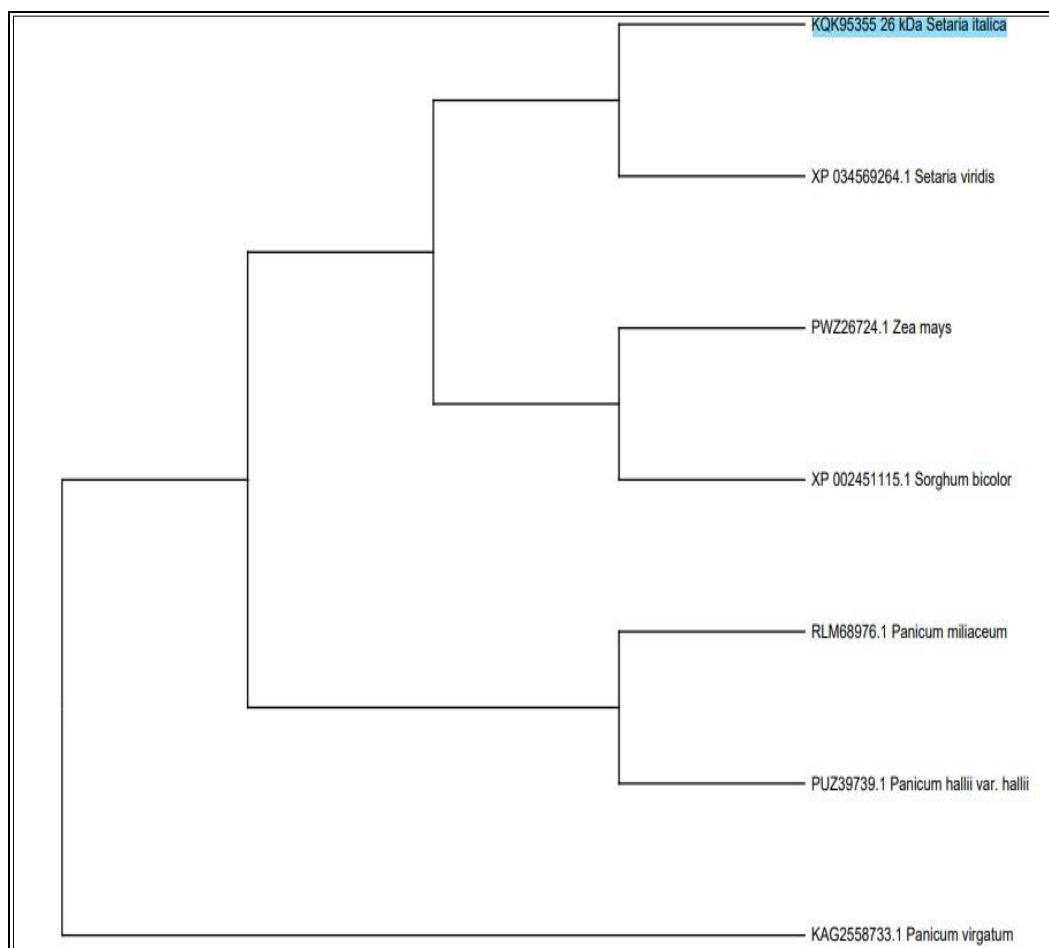 KQK95355 26 kDa Setaria italica
XP 034569264.1 Setaria viridis
PWZ26724.1 Zea mays
XP 002451115.1 Sorghum bicolor
RLM68976.1 Panicum miliaceum
PUZ39739.1 Panicum hallii var. hallii
KAG2558733.1 Panicum virgatum